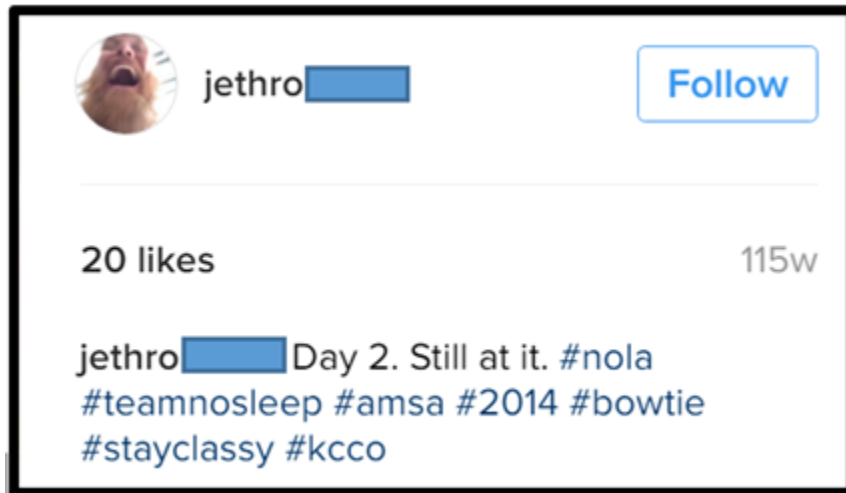 jethro
Follow
20 likes
115w
jethro Day 2. Still at it. #nola
#teamnosleep #amsa #2014 #bowtie
#stayclassy #kcco